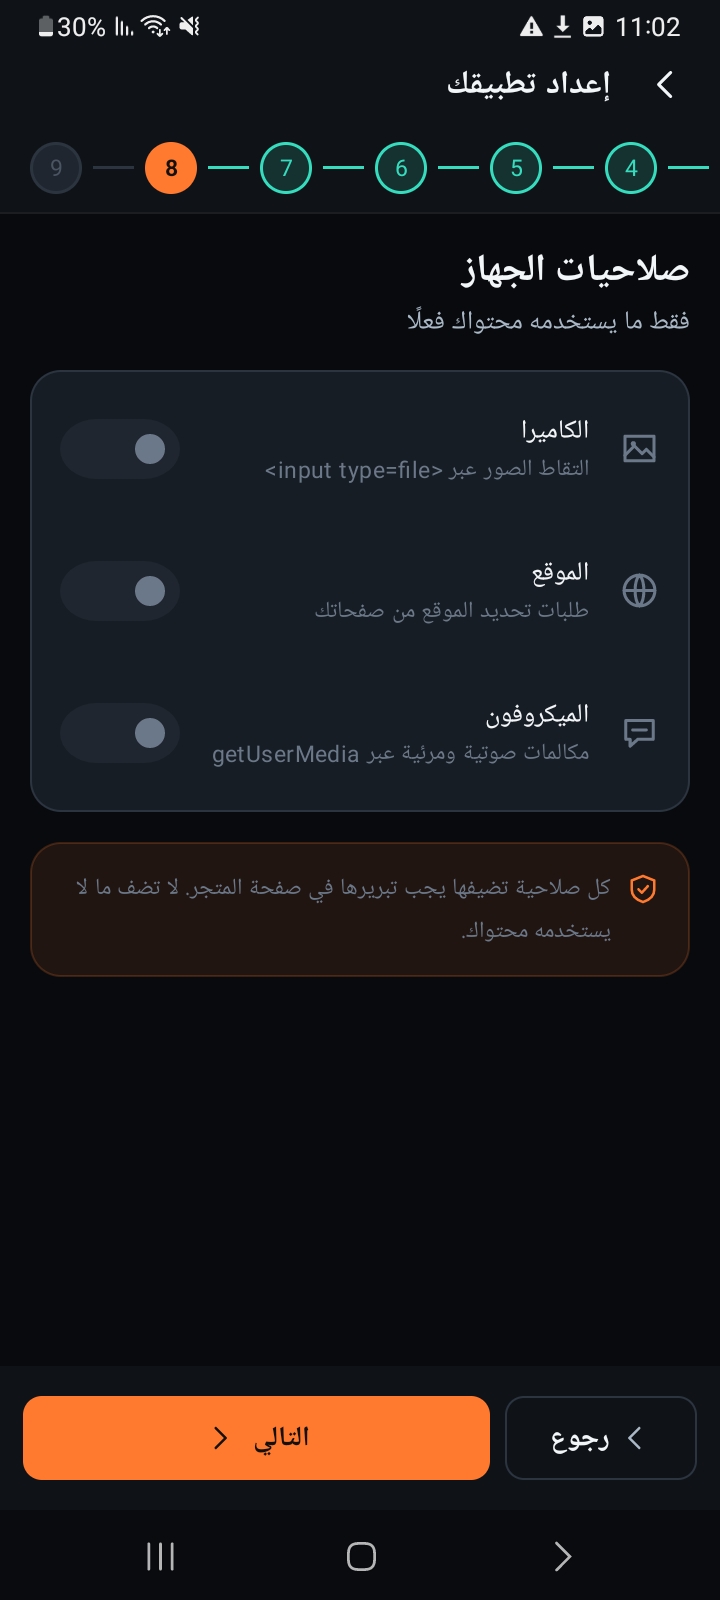 30% 11:02
إعداد تطبيقك
4 5 6 7 8 9
صلاحيات الجهاز
فقط ما يستخدمه محتواك فعلًا
الكاميرا
التقاط الصور عبر <input type=file>
الموقع
طلبات تحديد الموقع من صفحاتك
الميكروفون
مكالمات صوتية ومرئية عبر getUserMedia
كل صلاحية تضيفها يجب تبريرها في صفحة المتجر. لا تضف ما لا
يستخدمه محتواك.
رجوع
التالي